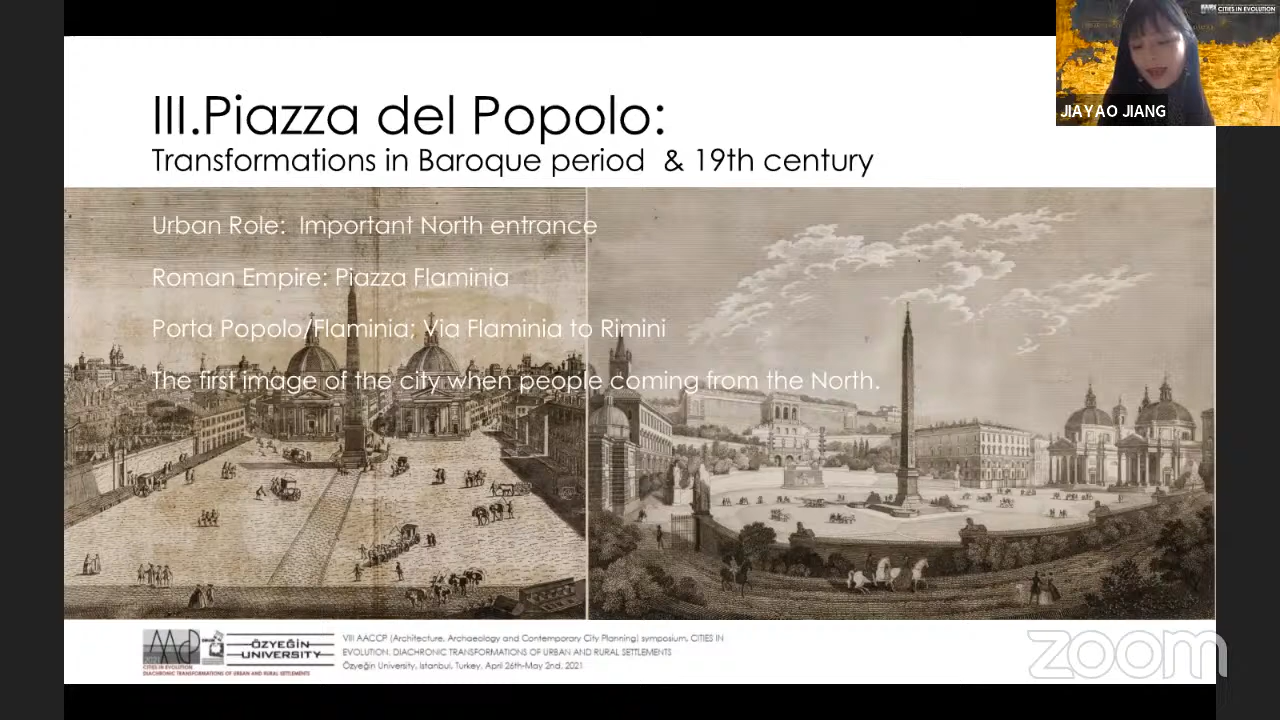 CITIES IN EVOLUTION
JIAYAO JIANG
III.Piazza del Popolo:
Transformations in Baroque period & 19th century
Urban Role: Important North entrance
Roman Empire: Piazza Flaminia
Porta Popolo/Flaminia; Via Flaminia to Rimini
The first image of the city when people coming from the North.
AACCP
CITIES IN EVOLUTION
DIACHRONIC TRANSFORMATIONS OF URBAN AND RURAL SETTLEMENTS
ÖZYEĞİN
UNIVERSITY
VIII AACCP (Architecture, Archaeology and Contemporary City Planning) symposium, CITIES IN
EVOLUTION. DIACHRONIC TRANSFORMATIONS OF URBAN AND RURAL SETTLEMENTS
Özyeğin University, Istanbul, Turkey, April 26th-May 2nd, 2021
zoom